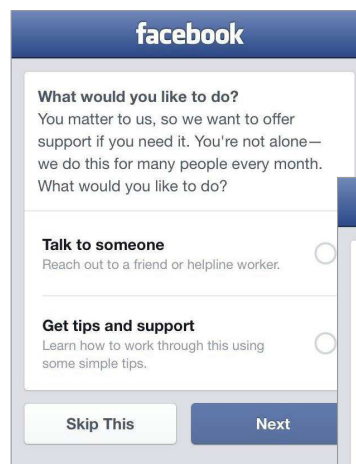 facebook
What would you like to do?
You matter to us, so we want to offer
support if you need it. You're not alone—
we do this for many people every month.
What would you like to do?
Talk to someone
Reach out to a friend or helpline worker.
Get tips and support
Learn how to work through this using
some simple tips.
Skip This
Next